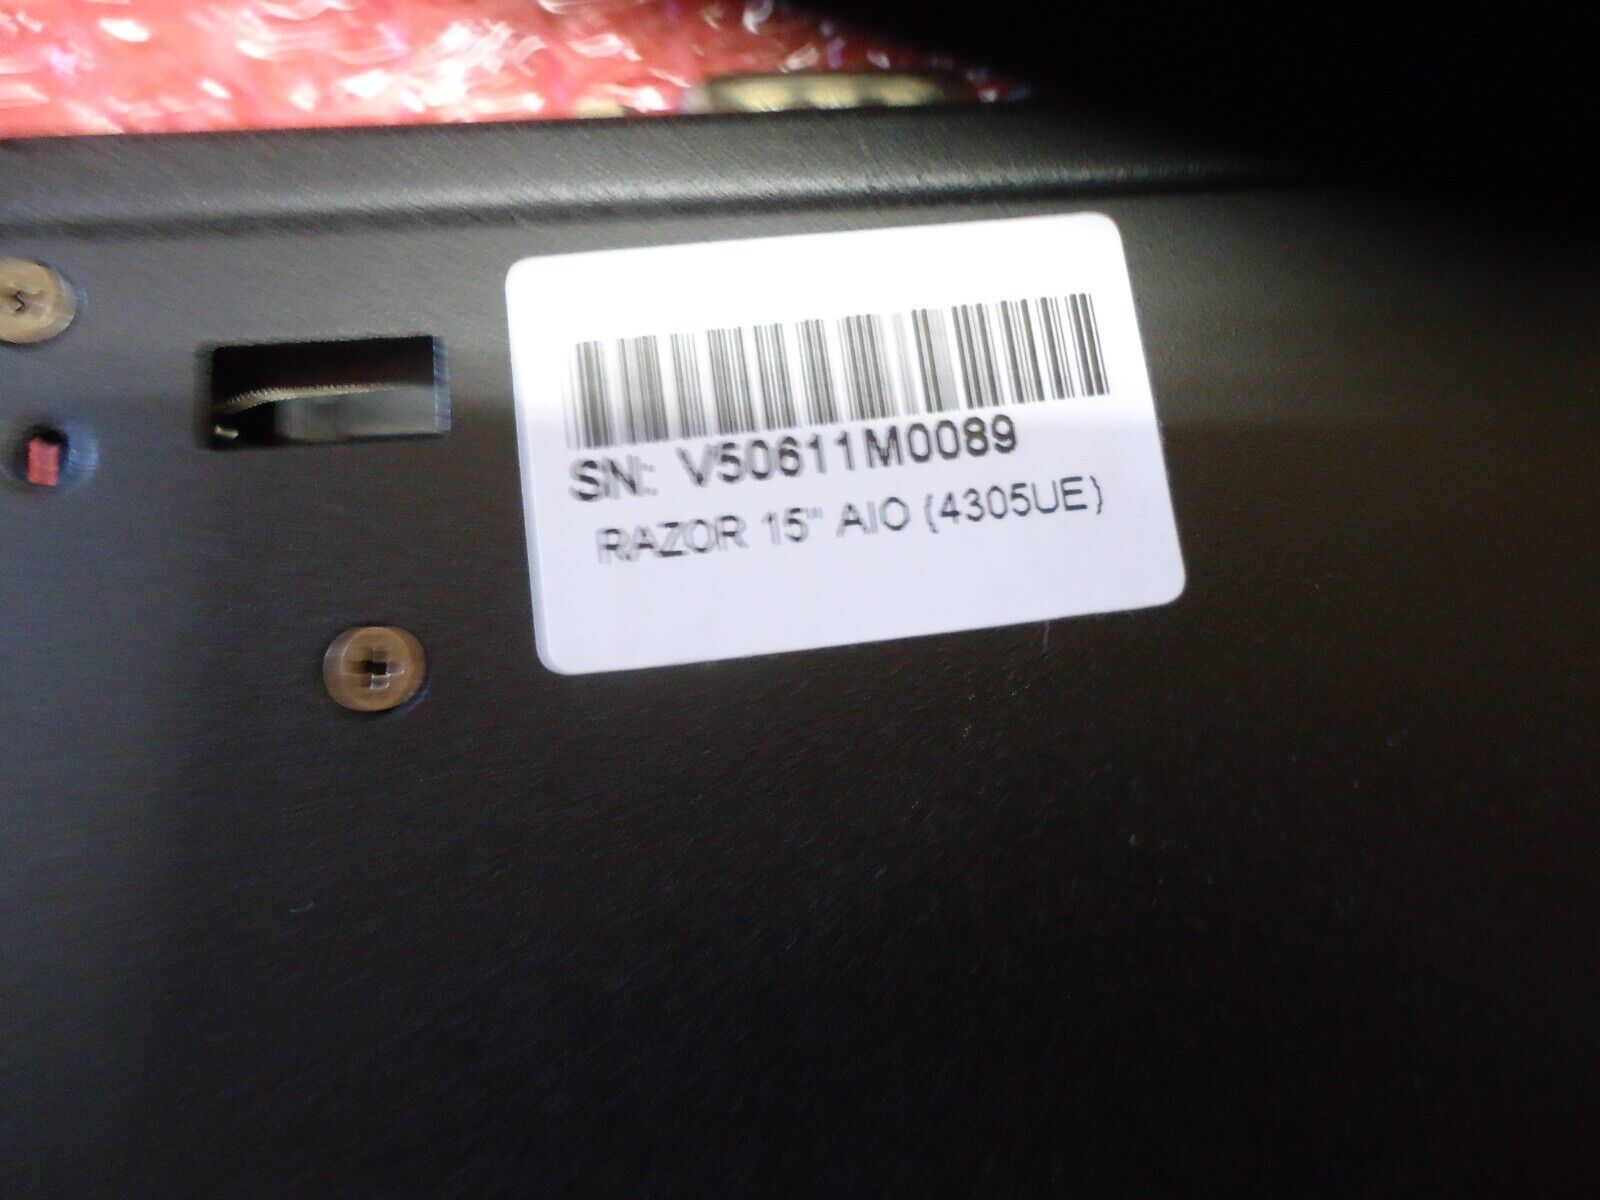 SN: V50611M0089
RAZOR 15" AIO (4305UE)